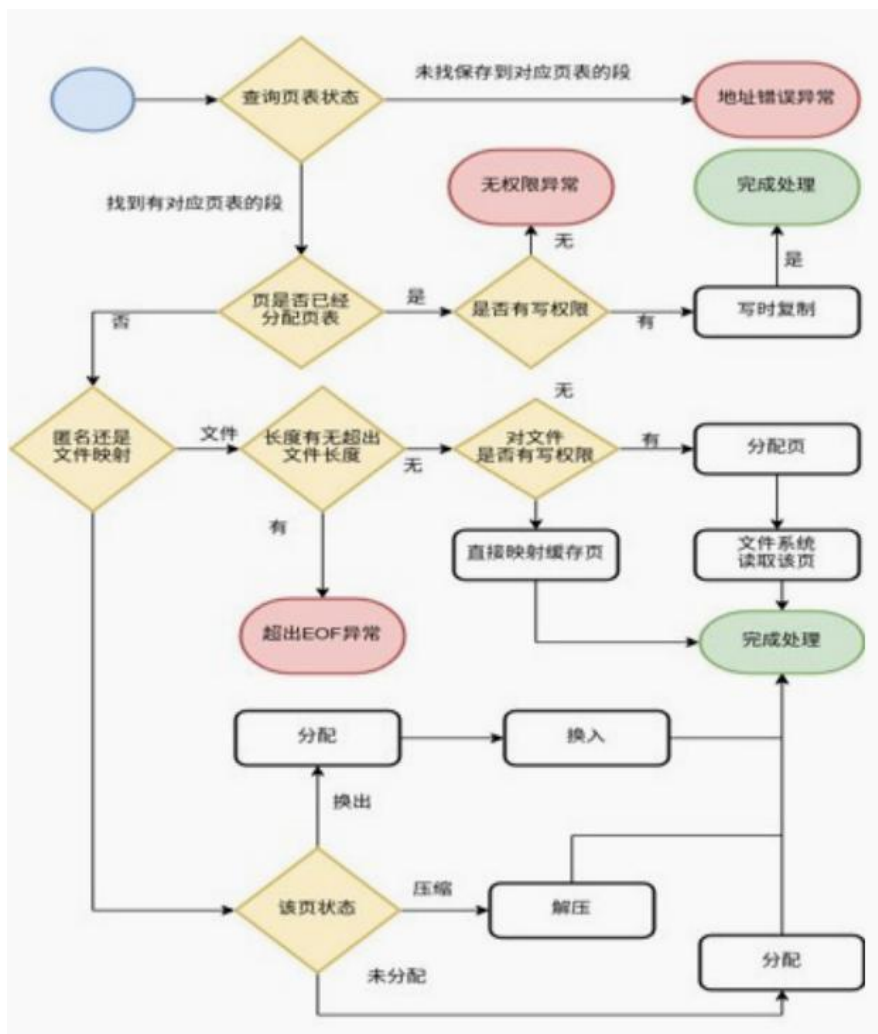 未找保存到对应页表的段
查询页表状态
地址错误异常
无权限异常
完成处理
找到有对应页表的段
无
是
页是否已经
分配页表
是
是否有写权限
有
写时复制
否
无
匿名还是
文件映射
文件
长度有无超出
文件长度
无
对文件
是否有写权限
有
分配页
有
直接映射缓存页
文件系统
读取该页
超出EOF异常
完成处理
分配
换入
换出
该页状态
压缩
解压
未分配
分配